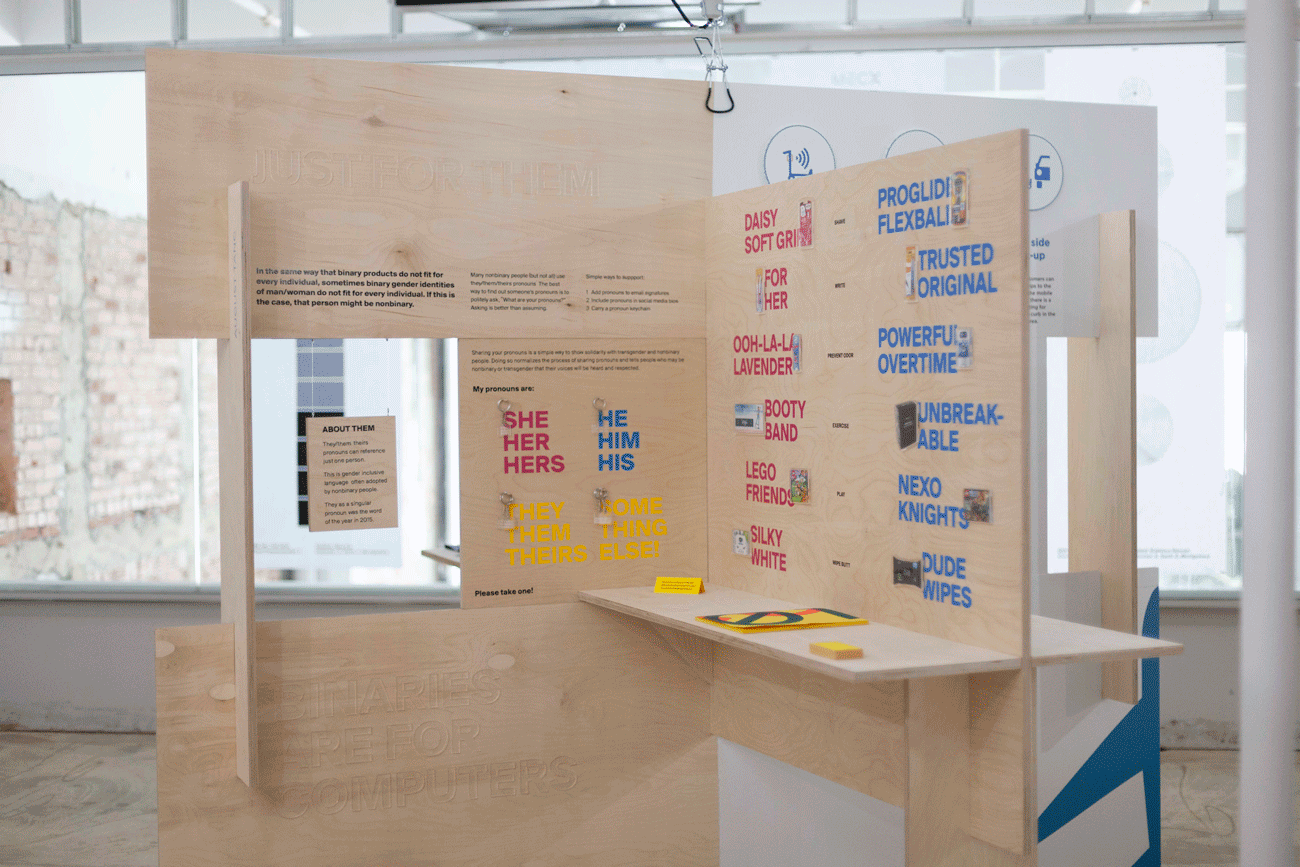 JUST FOR THEM
In the same way that binary products do not fit for
every individual, sometimes binary gender identities
of man/woman do not fit for every individual. If this is
the case, that person might be nonbinary.
Many nonbinary people (but not all) use
they/them/theirs pronouns. The best
way to find out someone's pronouns is to
politely ask, "What are your pronouns?"
Asking is better than assuming.
Simple ways to suppport:
1 Add pronouns to email signatures
2 Include pronouns in social media bios
3 Carry a pronoun keychain
Sharing your pronouns is a simple way to show solidarity with transgender and nonbinary
people. Doing so normalizes the process of sharing pronouns and tells people who may be
nonbinary or transgender that their voices will be heard and respected.
My pronouns are:
SHE
HER
HERS
HE
HIM
HIS
THEY
THEM
THEIRS
SOME
THING
ELSE!
Please take one!
ABOUT THEM
They/them/theirs
pronouns can reference
just one person.
This is gender inclusive
language often adopted
by nonbinary people.
They as a singular
pronoun was the word
of the year in 2015.
BINARIES
ARE FOR
COMPUTERS
DAISY
SOFT GRI
SHAVE
PROGLIDE
FLEXBALL
FOR
HER
WRITE
TRUSTED
ORIGINAL
OOH-LA-LA
LAVENDER
PREVENT ODOR
POWERFUL
OVERTIME
BOOTY
BAND
EXERCISE
UNBREAK-
ABLE
LEGO
FRIENDS
PLAY
NEXO
KNIGHTS
SILKY
WHITE
WIPE BUTT
DUDE
WIPES
side
-up